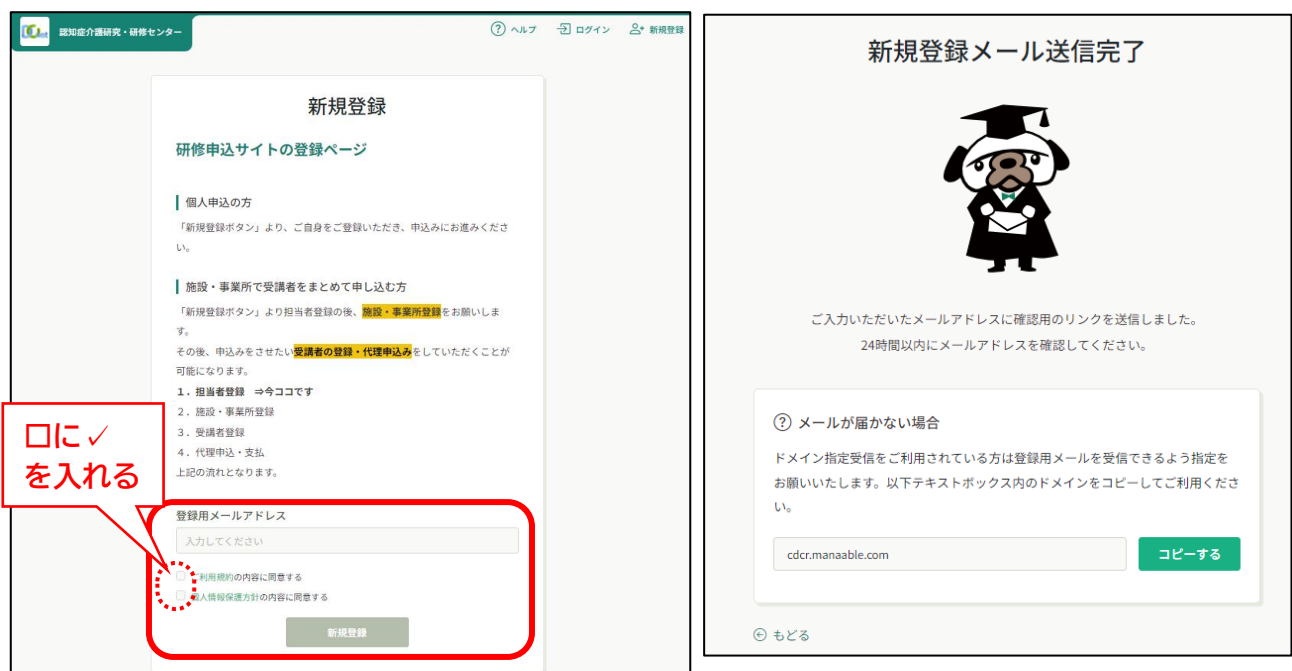 認知症介護研究・研修センター
ヘルプ ログイン 新規登録
新規登録
研修申込サイトの登録ページ
個人申込の方
「新規登録ボタン」より、ご自身をご登録いただき、申込みにお進みくださ
い。
施設・事業所で受講者をまとめて申し込む方
「新規登録ボタン」より担当者登録の後、施設・事業所登録をお願いしま
す。
その後、申込みをさせたい受講者の登録・代理申込みをしていただくことが
可能になります。
1．担当者登録 ⇒今ココです
2．施設・事業所登録
3．受講者登録
4．代理申込・支払
上記の流れとなります。
□に✓
を入れる
登録用メールアドレス
入力してください
ご利用規約の内容に同意する
個人情報保護方針の内容に同意する
新規登録
新規登録メール送信完了
ご入力いただいたメールアドレスに確認用のリンクを送信しました。
24時間以内にメールアドレスを確認してください。
? メールが届かない場合
ドメイン指定受信をご利用されている方は登録用メールを受信できるよう指定を
お願いいたします。以下テキストボックス内のドメインをコピーしてご利用くださ
い。
cdcr.manaable.com
コピーする
もどる